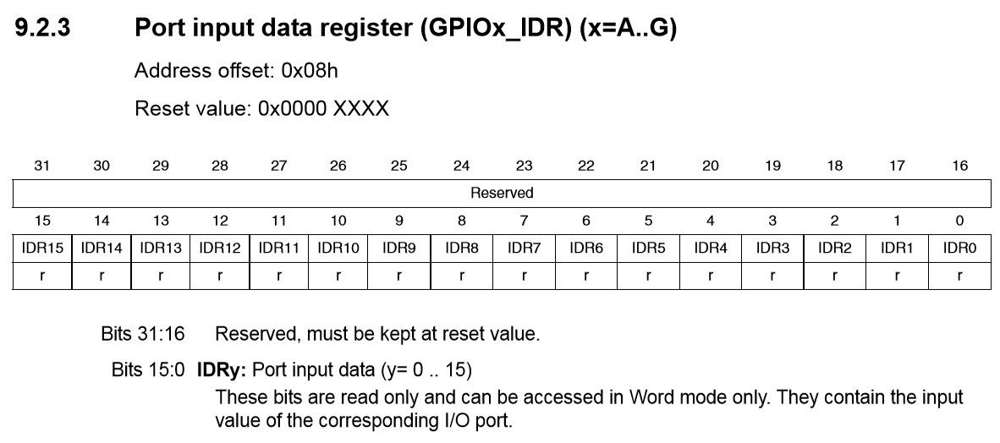 9.2.3 Port input data register (GPIOx_IDR) (x=A..G)
Address offset: 0x08h
Reset value: 0x0000 XXXX
31 30 29 28 27 26 25 24 23 22 21 20 19 18 17 16
Reserved
15 14 13 12 11 10 9 8 7 6 5 4 3 2 1 0
IDR15 IDR14 IDR13 IDR12 IDR11 IDR10 IDR9 IDR8 IDR7 IDR6 IDR5 IDR4 IDR3 IDR2 IDR1 IDR0
r r r r r r r r r r r r r r r r
Bits 31:16 Reserved, must be kept at reset value.
Bits 15:0 IDRy: Port input data (y= 0 .. 15)
These bits are read only and can be accessed in Word mode only. They contain the input
value of the corresponding I/O port.